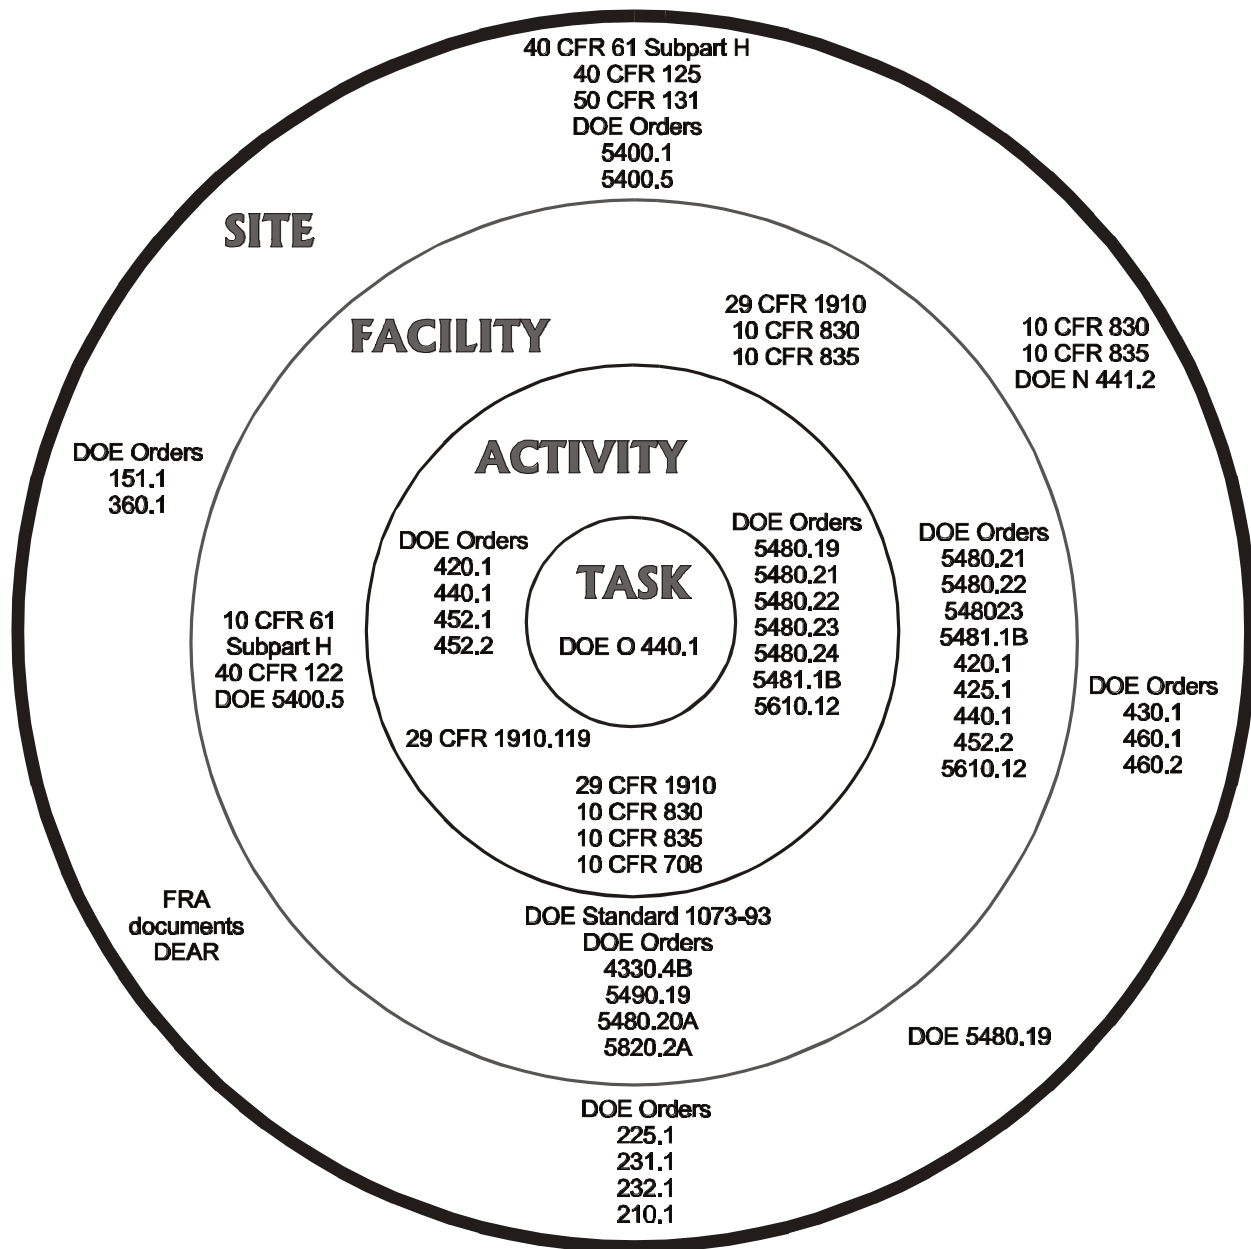 40 CFR 61 Subpart H
40 CFR 125
50 CFR 131
DOE Orders
5400.1
5400.5
SITE
FACILITY
29 CFR 1910
10 CFR 830
10 CFR 835
10 CFR 830
10 CFR 835
DOE N 441.2
DOE Orders
151.1
360.1
ACTIVITY
DOE Orders
420.1
440.1
452.1
452.2
TASK
DOE O 440.1
DOE Orders
5480.19
5480.21
5480.22
5480.23
5480.24
5481.1B
5610.12
DOE Orders
5480.21
5480.22
548023
5481.1B
420.1
425.1
440.1
452.2
5610.12
10 CFR 61
Subpart H
40 CFR 122
DOE 5400.5
DOE Orders
430.1
460.1
460.2
29 CFR 1910.119
29 CFR 1910
10 CFR 830
10 CFR 835
10 CFR 708
FRA
documents
DEAR
DOE Standard 1073-93
DOE Orders
4330.4B
5490.19
5480.20A
5820.2A
DOE 5480.19
DOE Orders
225.1
231.1
232.1
210.1